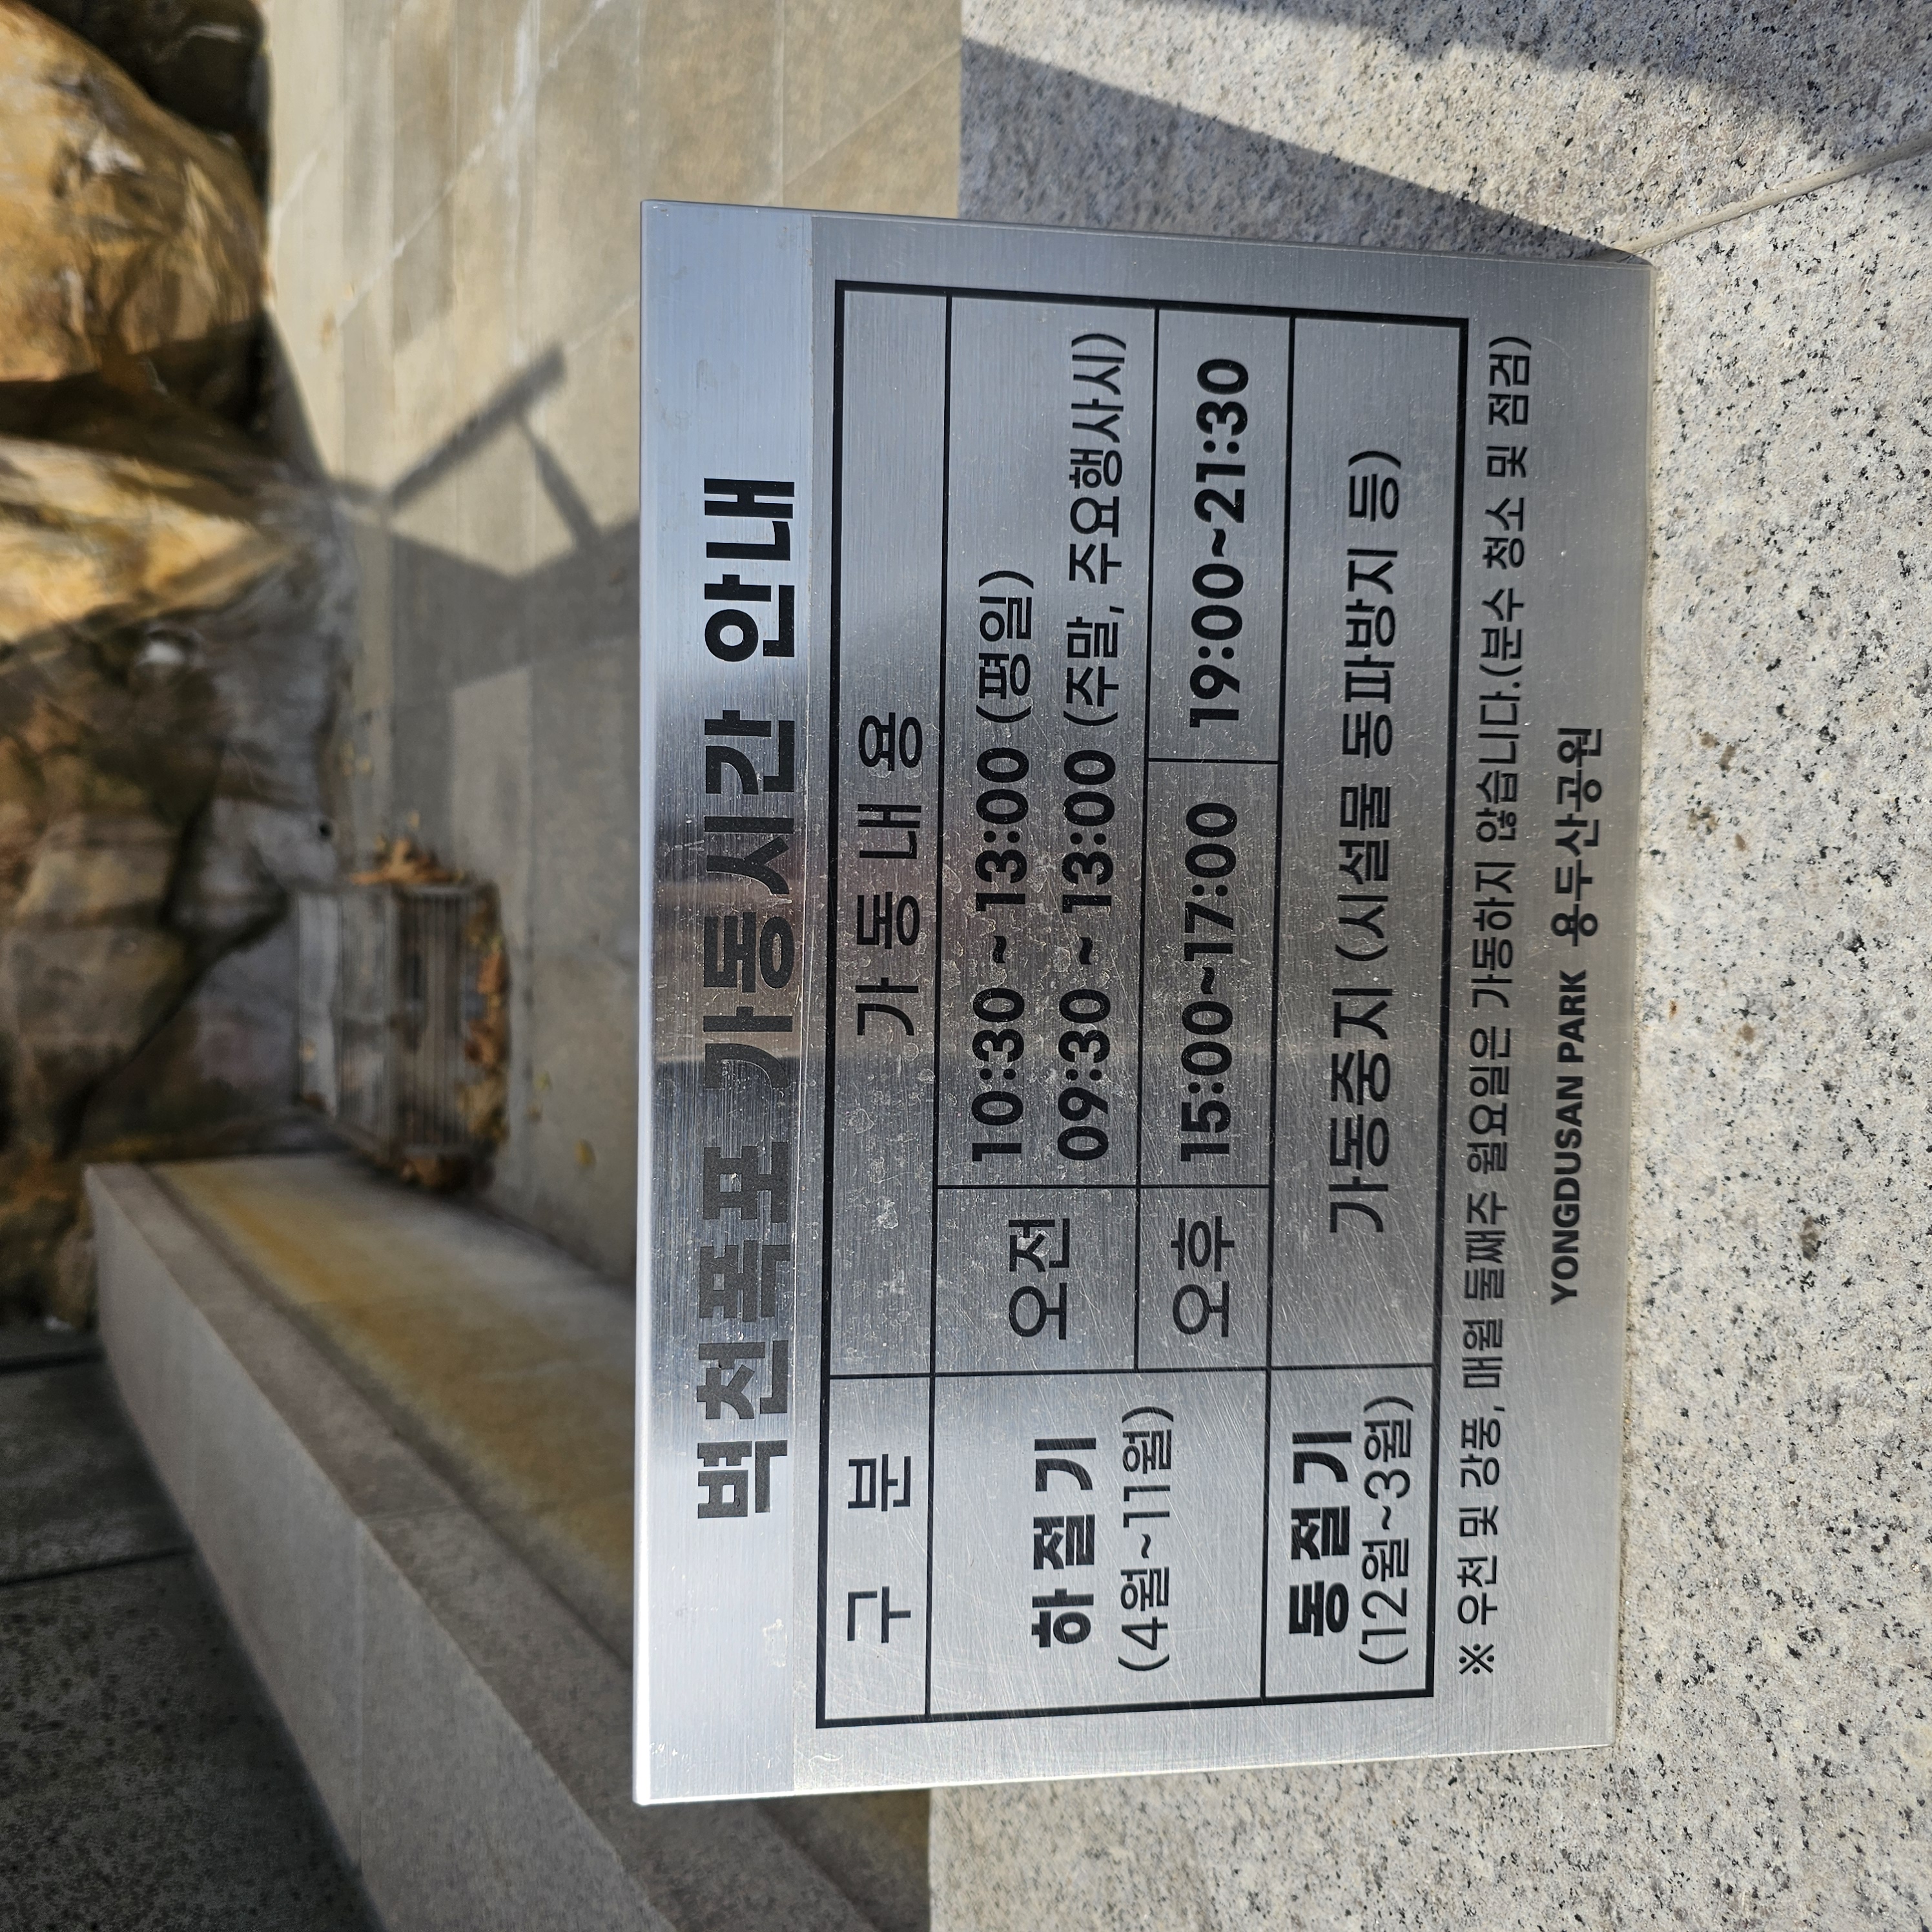 벽천폭포 가동시간 안내
구 분 가 동 내 용
하 절 기
(4월~11월)
오전
10:30 ~ 13:00 (평일)
09:30 ~ 13:00 (주말, 주요행사시)
오후 15:00~17:00 19:00~21:30
동 절 기
(12월~3월)
가동중지 (시설물 동파방지 등)
※ 우천 및 강풍, 매월 둘째주 월요일은 가동하지 않습니다.(분수 청소 및 점검)
YONGDUSAN PARK 용두산공원